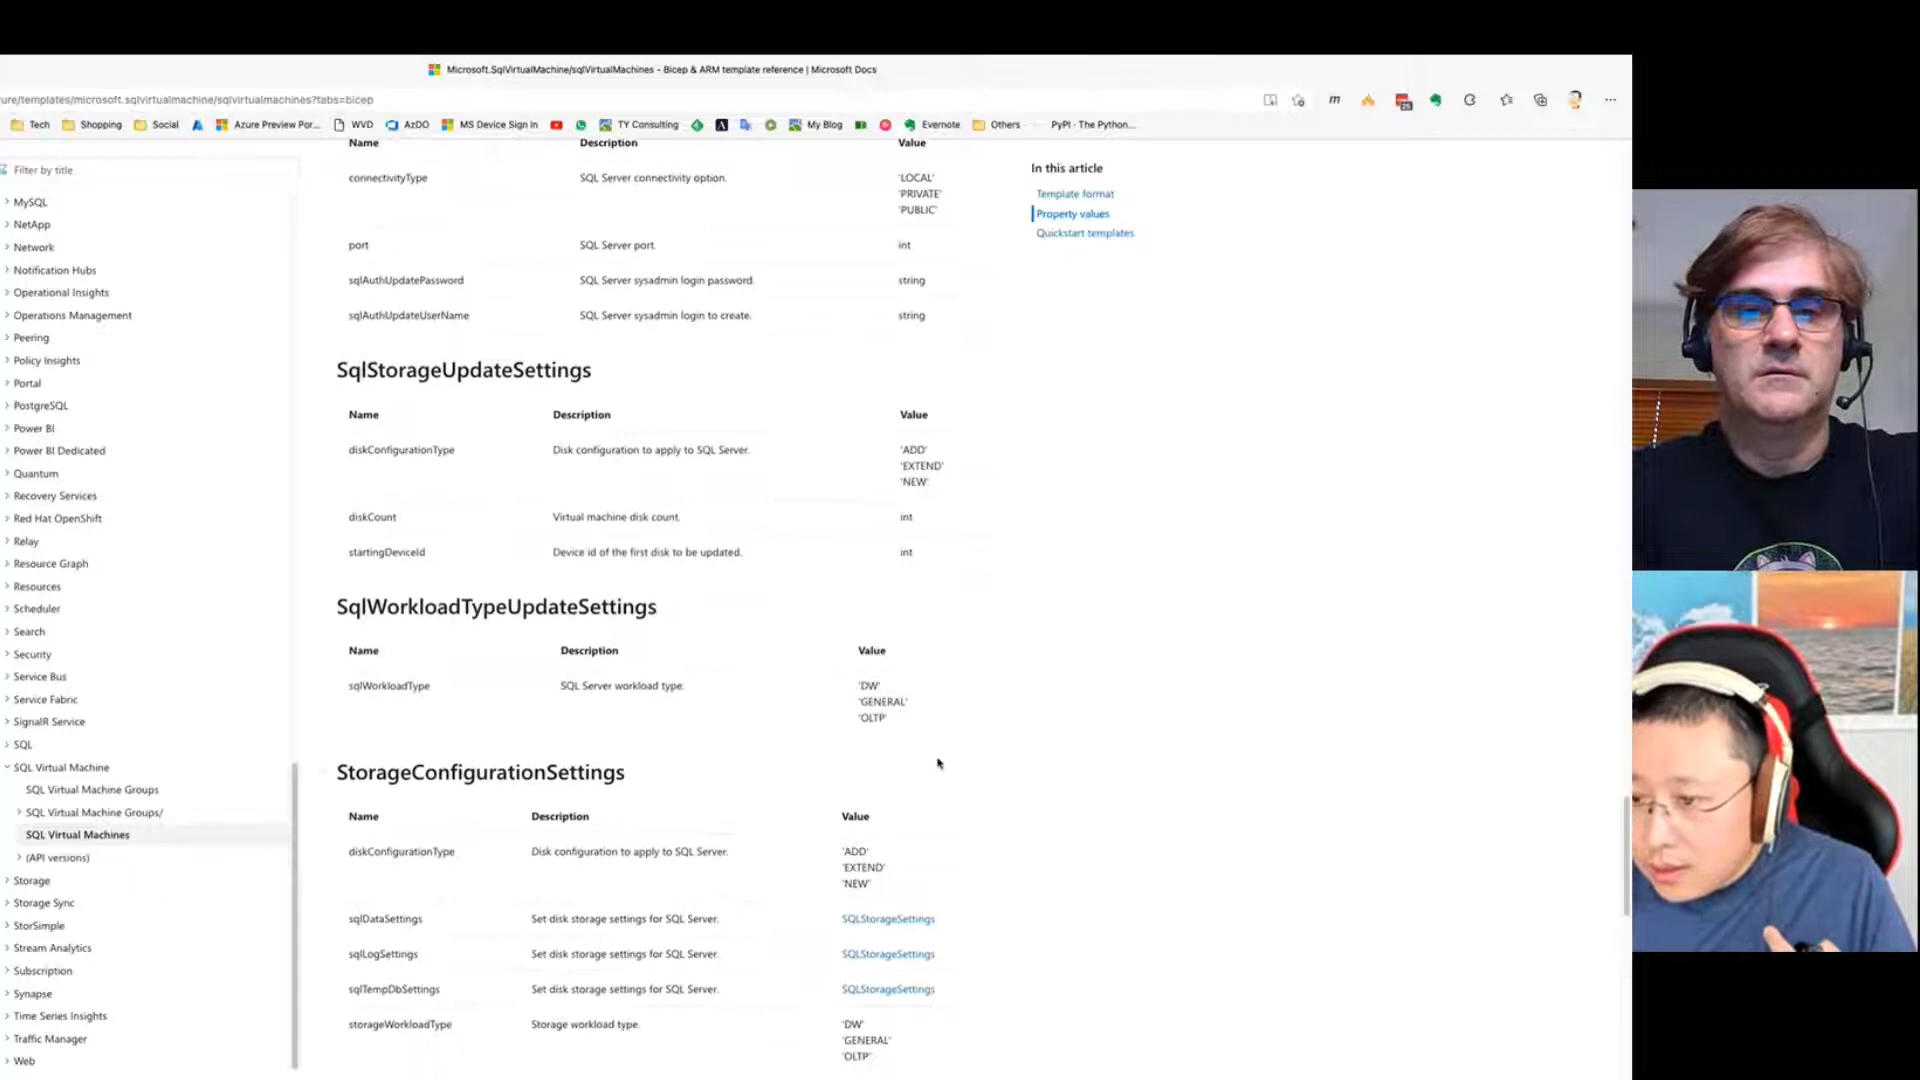 Microsoft.SqlVirtualMachine/sqlVirtualMachines - Bicep & ARM template reference | Microsoft Docs
ure/templates/microsoft.sqlvirtualmachine/sqlvirtualmachines?tabs=bicep
Tech Shopping Social Azure Preview Por... WVD AzDO MS Device Sign In TY Consulting My Blog Evernote Others PyPI - The Python...
Filter by title
MySQL
NetApp
Network
Notification Hubs
Operational Insights
Operations Management
Peering
Policy Insights
Portal
PostgreSQL
Power BI
Power BI Dedicated
Quantum
Recovery Services
Red Hat OpenShift
Relay
Resource Graph
Resources
Scheduler
Search
Security
Service Bus
Service Fabric
SignalR Service
SQL
SQL Virtual Machine
SQL Virtual Machine Groups
SQL Virtual Machine Groups/
SQL Virtual Machines
(API versions)
Storage
Storage Sync
StorSimple
Stream Analytics
Subscription
Synapse
Time Series Insights
Traffic Manager
Web
Name Description Value
connectivityType SQL Server connectivity option. 'LOCAL'
'PRIVATE'
'PUBLIC'
port SQL Server port. int
sqlAuthUpdatePassword SQL Server sysadmin login password. string
sqlAuthUpdateUserName SQL Server sysadmin login to create. string
SqlStorageUpdateSettings
Name Description Value
diskConfigurationType Disk configuration to apply to SQL Server. 'ADD'
'EXTEND'
'NEW'
diskCount Virtual machine disk count. int
startingDeviceId Device id of the first disk to be updated. int
SqlWorkloadTypeUpdateSettings
Name Description Value
sqlWorkloadType SQL Server workload type. 'DW'
'GENERAL'
'OLTP'
StorageConfigurationSettings
Name Description Value
diskConfigurationType Disk configuration to apply to SQL Server. 'ADD'
'EXTEND'
'NEW'
sqlDataSettings Set disk storage settings for SQL Server. SQLStorageSettings
sqlLogSettings Set disk storage settings for SQL Server. SQLStorageSettings
sqlTempDbSettings Set disk storage settings for SQL Server. SQLStorageSettings
storageWorkloadType Storage workload type. 'DW'
'GENERAL'
'OLTP'
In this article
Template format
Property values
Quickstart templates